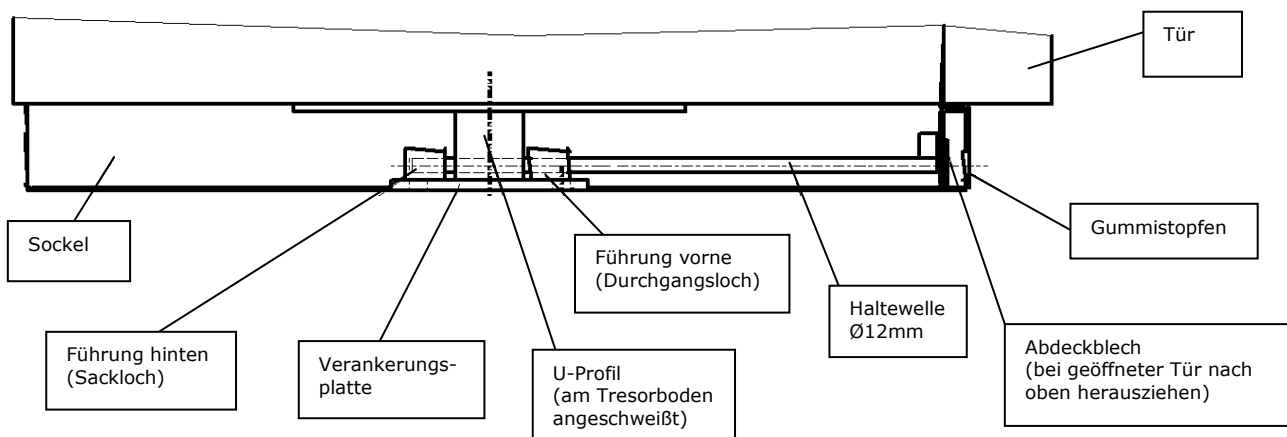 Tür
Sockel
Gummistopfen
Führung vorne
(Durchgangsloch)
Haltewelle
Ø12mm
Führung hinten
(Sackloch)
Verankerungs-
platte
U-Profil
(am Tresorboden
angeschweißt)
Abdeckblech
(bei geöffneter Tür nach
oben herausziehen)